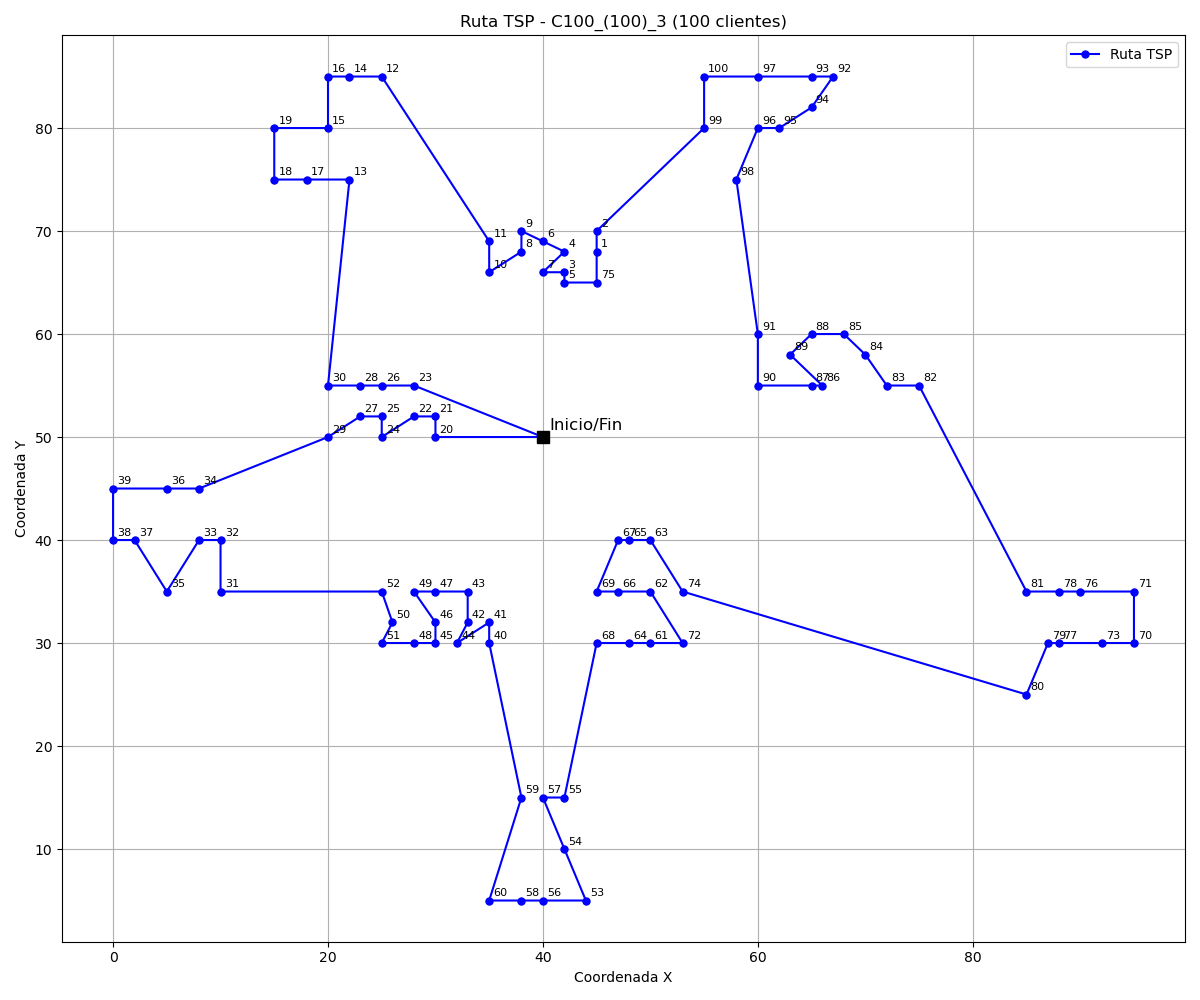 Ruta TSP - C100_(100)_3 (100 clientes)
Ruta TSP
16 14 12
100 97 93 92
94
19 15
99 96 95
80
18 17 13
98
9
2
70
11 6
8 4 1
10 7 3
5 75
60
91 88 85
89 84
30 28 26 23
90 87 86 83 82
27 25 22 21
Inicio/Fin
50
29 24 20
39 36 34
40
38 37 33 32
67 65 63
35 31
52 49 47 43
69 66 62 74
81 78 76 71
50 46 42 41
30
51 48 45 44 40
68 64 61 72
79 77 73 70
80
20
59 57 55
54
10
60 58 56 53
0 20 40 60 80
Coordenada X
Coordenada Y